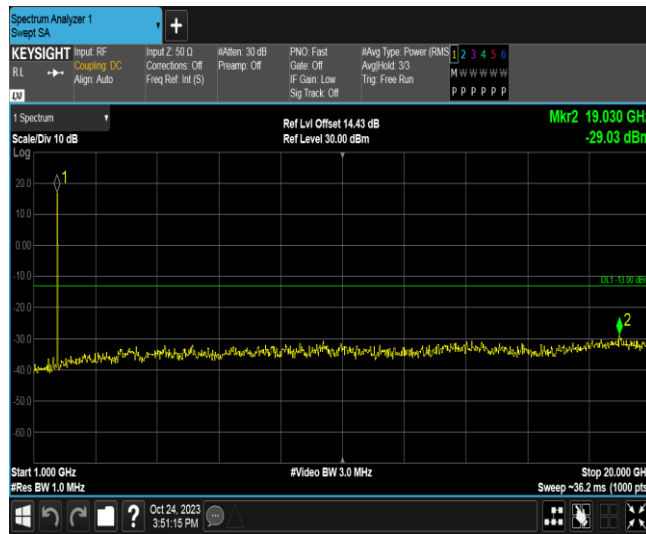 Spectrum Analyzer 1
Swept SA
+
KEYSIGHT
RL
LXI
Input: RF
Coupling: DC
Align: Auto
Input Z: 50 Ω
Corrections: Off
Freq Ref: Int (S)
#Atten: 30 dB
Preamp: Off
PNO: Fast
Gate: Off
IF Gain: Low
Sig Track: Off
#Avg Type: Power (RMS
Avg|Hold: 3/3
Trig: Free Run
1 2 3 4 5 6
M W W W W W
P P P P P P
1 Spectrum
Scale/Div 10 dB
Ref Lvl Offset 14.43 dB
Ref Level 30.00 dBm
Mkr2 19.030 GHz
-29.03 dBm
Log
20.0
10.0
0.00
-10.0
-20.0
-30.0
-40.0
-50.0
-60.0
1
DL1 -13.00 dBm
2
Start 1.000 GHz
#Res BW 1.0 MHz
#Video BW 3.0 MHz
Stop 20.000 GH
Sweep ~36.2 ms (1000 pts
?
Oct 24, 2023
3:51:15 PM